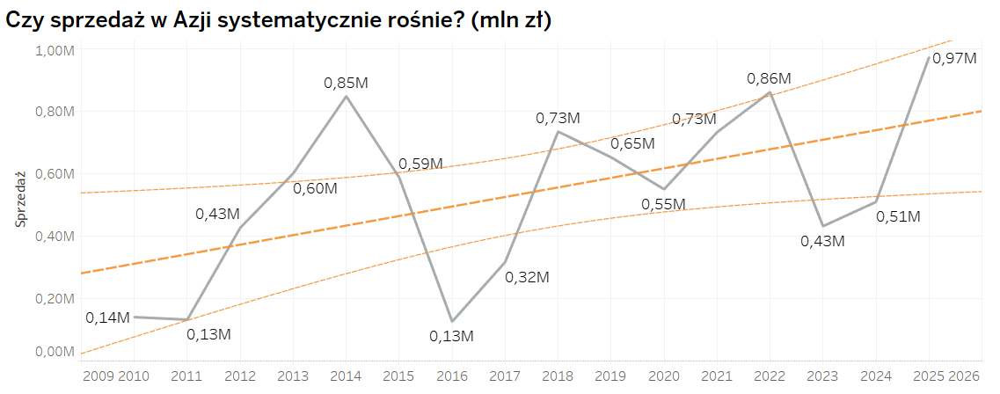 Czy sprzedaż w Azji systematycznie rośnie? (mln zł)
1,00M
0,80M
0,60M
0,40M
0,20M
0,00M
Sprzedaż
0,14M
0,13M
0,43M
0,60M
0,85M
0,59M
0,13M
0,32M
0,73M
0,65M
0,55M
0,73M
0,86M
0,43M
0,51M
0,97M
2009 2010 2011 2012 2013 2014 2015 2016 2017 2018 2019 2020 2021 2022 2023 2024 2025 2026